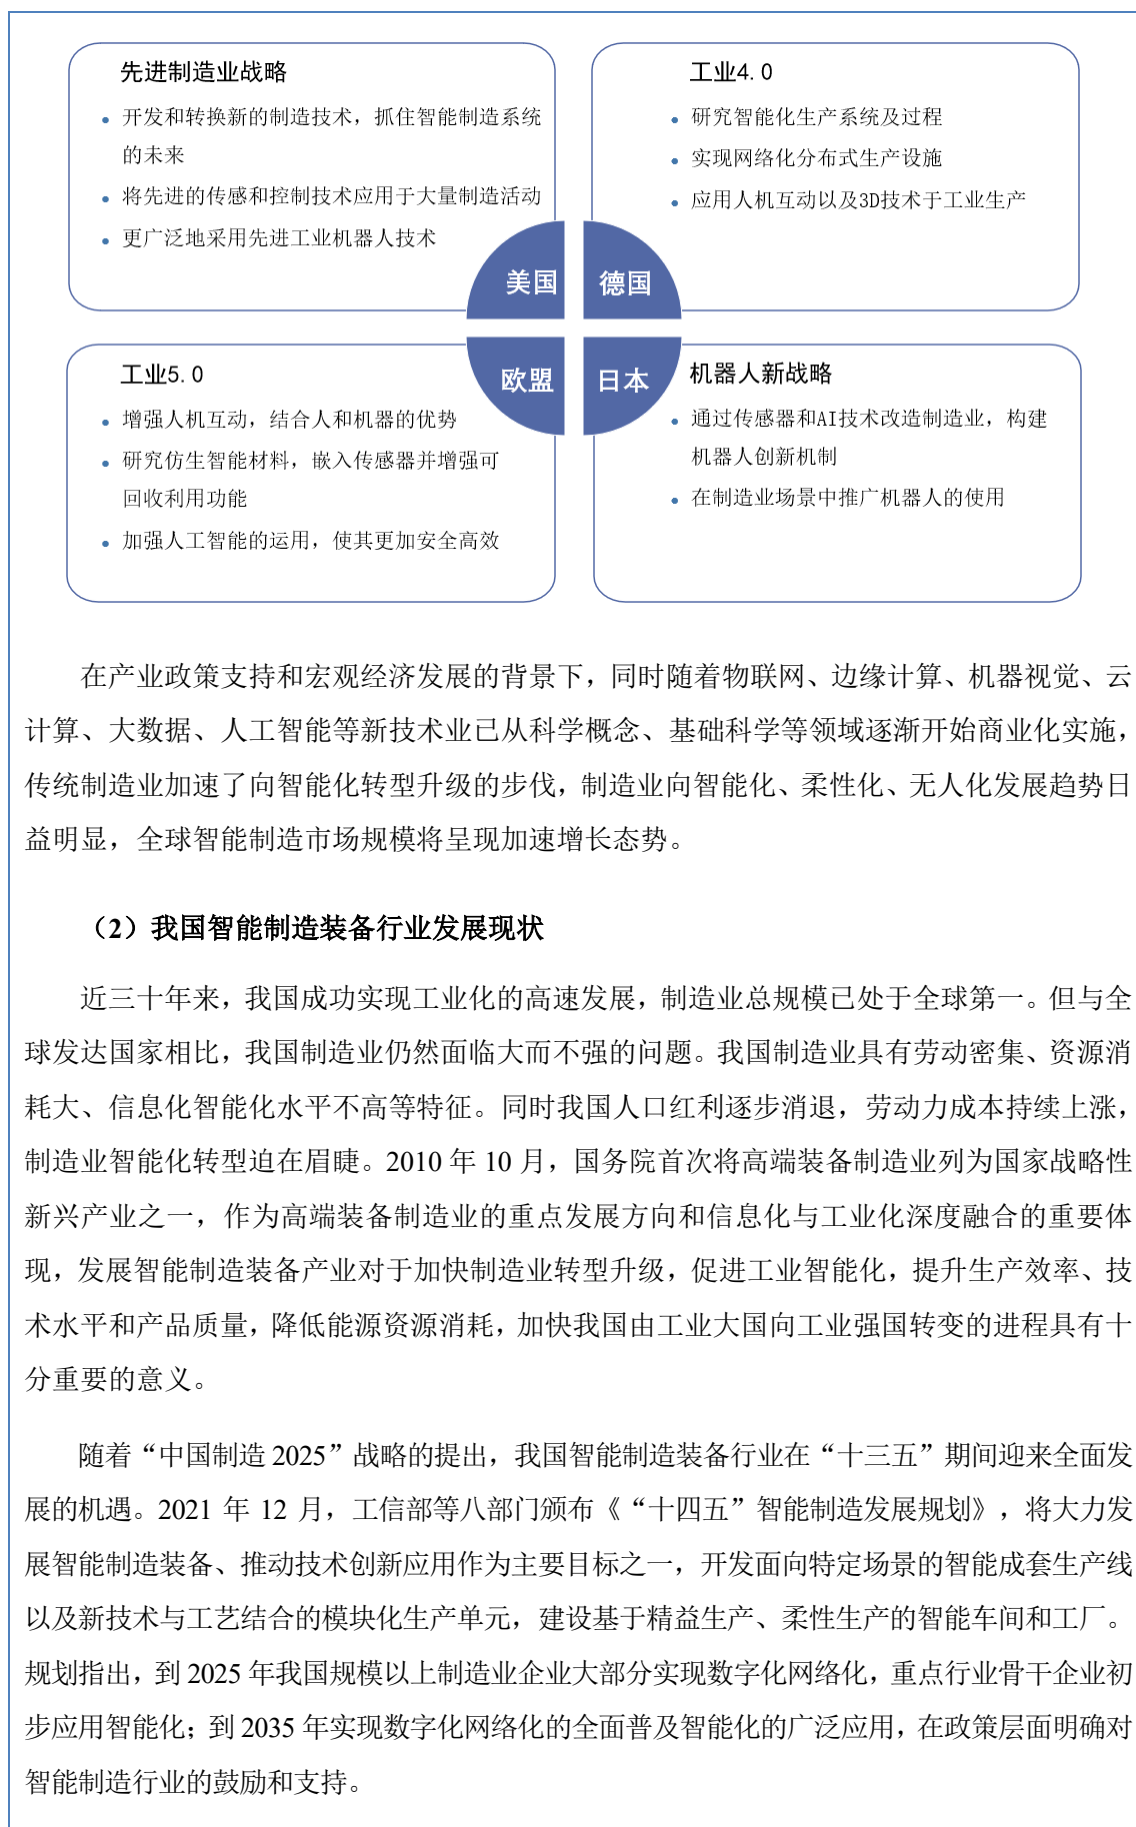 先进制造业战略
• 开发和转换新的制造技术，抓住智能制造系统
的未来
• 将先进的传感和控制技术应用于大量制造活动
• 更广泛地采用先进工业机器人技术
美国
工业4.0
• 研究智能化生产系统及过程
• 实现网络化分布式生产设施
• 应用人机互动以及3D技术于工业生产
德国
工业5.0
• 增强人机互动，结合人和机器的优势
• 研究仿生智能材料，嵌入传感器并增强可
回收利用功能
• 加强人工智能的运用，使其更加安全高效
欧盟
机器人新战略
• 通过传感器和AI技术改造制造业，构建
机器人创新机制
• 在制造业场景中推广机器人的使用
日本
在产业政策支持和宏观经济发展的背景下，同时随着物联网、边缘计算、机器视觉、云
计算、大数据、人工智能等新技术业已从科学概念、基础科学等领域逐渐开始商业化实施，
传统制造业加速了向智能化转型升级的步伐，制造业向智能化、柔性化、无人化发展趋势日
益明显，全球智能制造市场规模将呈现加速增长态势。
（2）我国智能制造装备行业发展现状
近三十年来，我国成功实现工业化的高速发展，制造业总规模已处于全球第一。但与全
球发达国家相比，我国制造业仍然面临大而不强的问题。我国制造业具有劳动密集、资源消
耗大、信息化智能化水平不高等特征。同时我国人口红利逐步消退，劳动力成本持续上涨，
制造业智能化转型迫在眉睫。2010 年 10 月，国务院首次将高端装备制造业列为国家战略性
新兴产业之一，作为高端装备制造业的重点发展方向和信息化与工业化深度融合的重要体
现，发展智能制造装备产业对于加快制造业转型升级，促进工业智能化，提升生产效率、技
术水平和产品质量，降低能源资源消耗，加快我国由工业大国向工业强国转变的进程具有十
分重要的意义。
随着“中国制造 2025”战略的提出，我国智能制造装备行业在“十三五”期间迎来全面发
展的机遇。2021 年 12 月，工信部等八部门颁布《“十四五”智能制造发展规划》，将大力发
展智能制造装备、推动技术创新应用作为主要目标之一，开发面向特定场景的智能成套生产线
以及新技术与工艺结合的模块化生产单元，建设基于精益生产、柔性生产的智能车间和工厂。
规划指出，到 2025 年我国规模以上制造业企业大部分实现数字化网络化，重点行业骨干企业初
步应用智能化；到 2035 年实现数字化网络化的全面普及智能化的广泛应用，在政策层面明确对
智能制造行业的鼓励和支持。